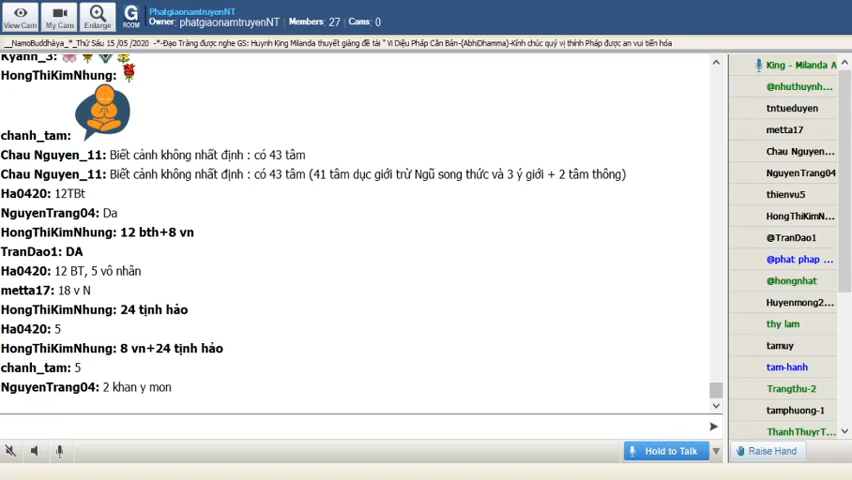 PhatgiaonamtruyenNT
Owner: phatgiaonamtruyenNT Members: 27 Cams: 0
View Cam My Cam Enlarge ROOM
__NamoBuddhàya_*_Thứ Sáu 15 /05 /2020 -*-Đạo Tràng được nghe GS: Huynh King Milanda thuyết giảng đề tài " Vi Diệu Pháp Căn Bản-(AbhiDhamma)-Kính chúc quý vị thính Pháp được an vui tiến hóa
Kyanh_3:
HongThiKimNhung:
chanh_tam:
Chau Nguyen_11: Biết cảnh không nhất định : có 43 tâm
Chau Nguyen_11: Biết cảnh không nhất định : có 43 tâm (41 tâm dục giới trừ Ngũ song thức và 3 ý giới + 2 tâm thông)
Ha0420: 12TBt
NguyenTrang04: Da
HongThiKimNhung: 12 bth+8 vn
TranDao1: DA
Ha0420: 12 BT, 5 vô nhân
metta17: 18 v N
HongThiKimNhung: 24 tịnh hảo
Ha0420: 5
HongThiKimNhung: 8 vn+24 tịnh hảo
chanh_tam: 5
NguyenTrang04: 2 khan y mon
King - Milanda A
@nhuthuynh...
tntueduyen
metta17
Chau Nguyen...
NguyenTrang04
thienvu5
HongThiKimN...
@TranDao1
@phat phap ...
@hongnhat
Huyenmong2...
thy lam
tamuy
tam-hanh
Trangthu-2
tamphuong-1
ThanhThuyrT...
Hold to Talk
Raise Hand